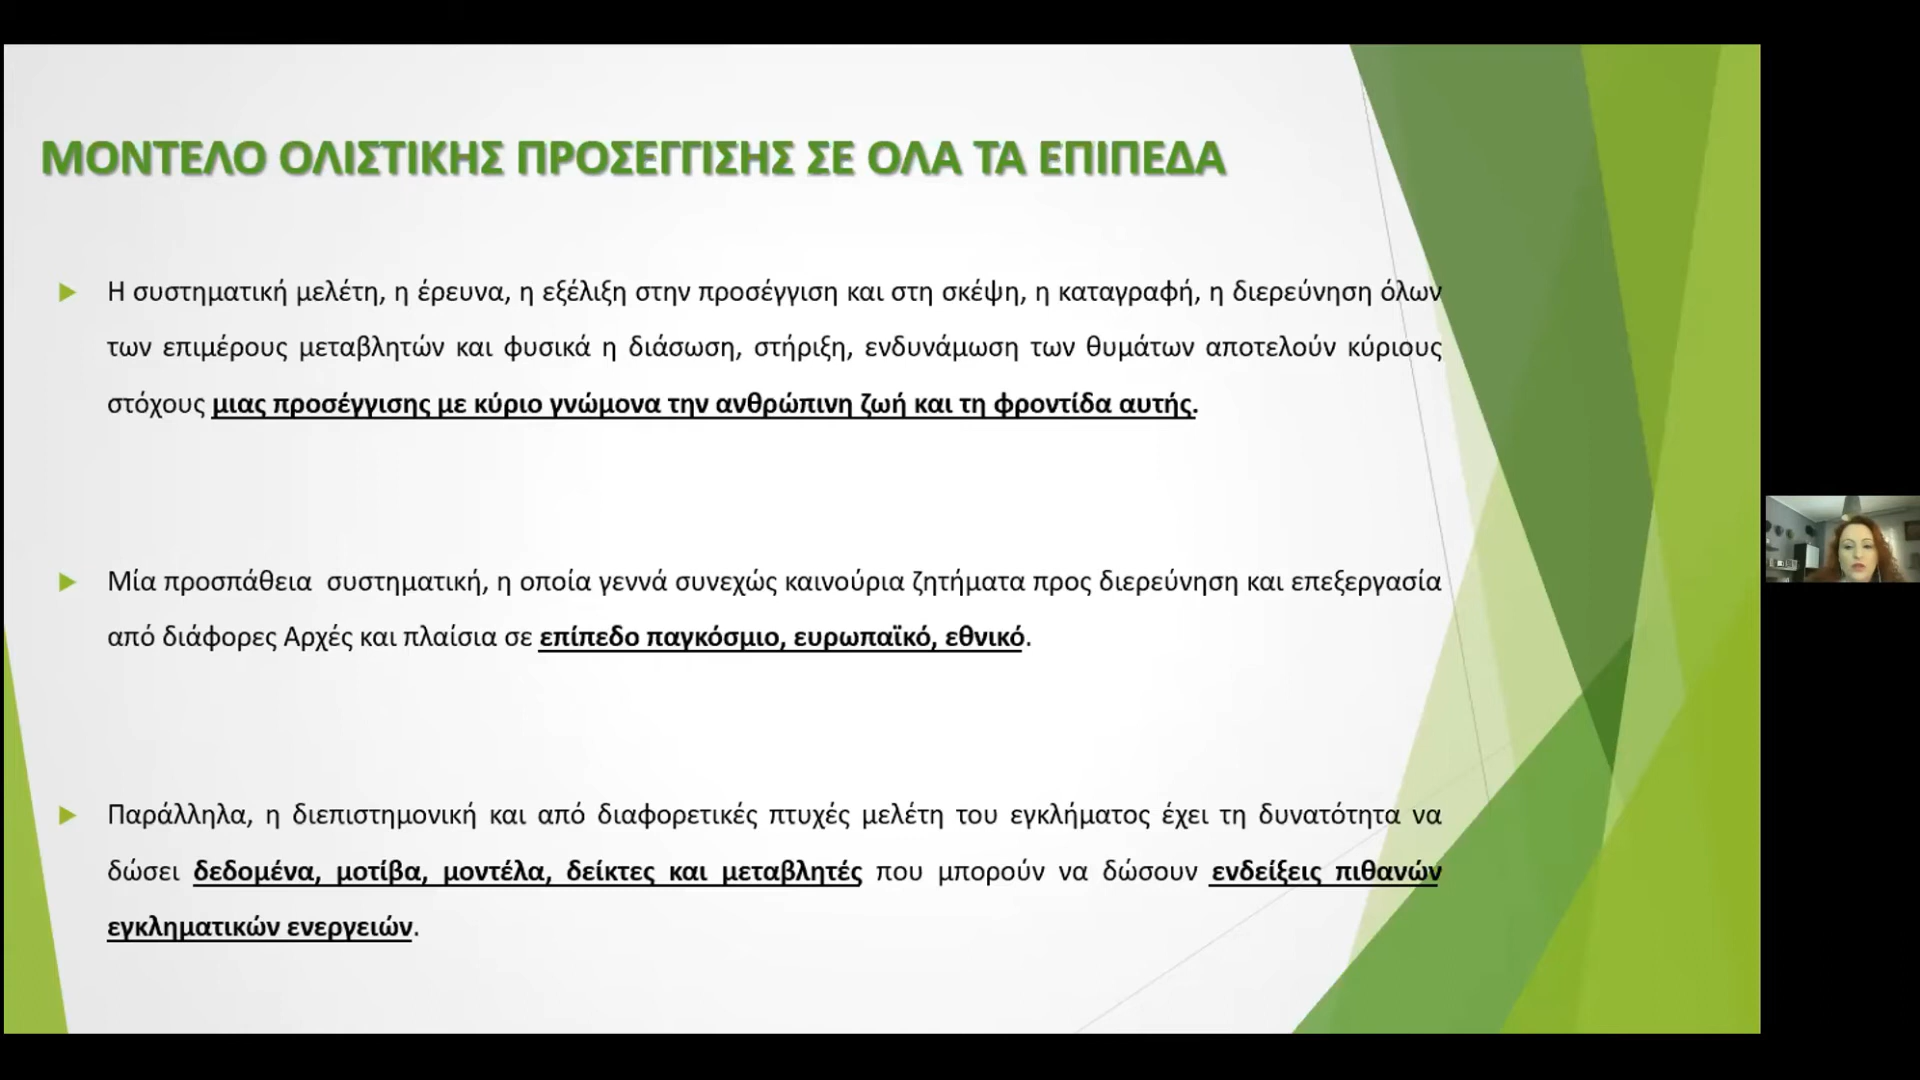 ΜΟΝΤΕΛΟ ΟΛΙΣΤΙΚΗΣ ΠΡΟΣΕΓΓΙΣΗΣ ΣΕ ΟΛΑ ΤΑ ΕΠΙΠΕΔΑ
Η συστηματική μελέτη, η έρευνα, η εξέλιξη στην προσέγγιση και στη σκέψη, η καταγραφή, η διερεύνηση όλων
των επιμέρους μεταβλητών και φυσικά η διάσωση, στήριξη, ενδυνάμωση των θυμάτων αποτελούν κύριους
στόχους μιας προσέγγισης με κύριο γνώμονα την ανθρώπινη ζωή και τη φροντίδα αυτής.
Μία προσπάθεια συστηματική, η οποία γεννά συνεχώς καινούρια ζητήματα προς διερεύνηση και επεξεργασία
από διάφορες Αρχές και πλαίσια σε επίπεδο παγκόσμιο, ευρωπαϊκό, εθνικό.
Παράλληλα, η διεπιστημονική και από διαφορετικές πτυχές μελέτη του εγκλήματος έχει τη δυνατότητα να
δώσει δεδομένα, μοτίβα, μοντέλα, δείκτες και μεταβλητές που μπορούν να δώσουν ενδείξεις πιθανών
εγκληματικών ενεργειών.